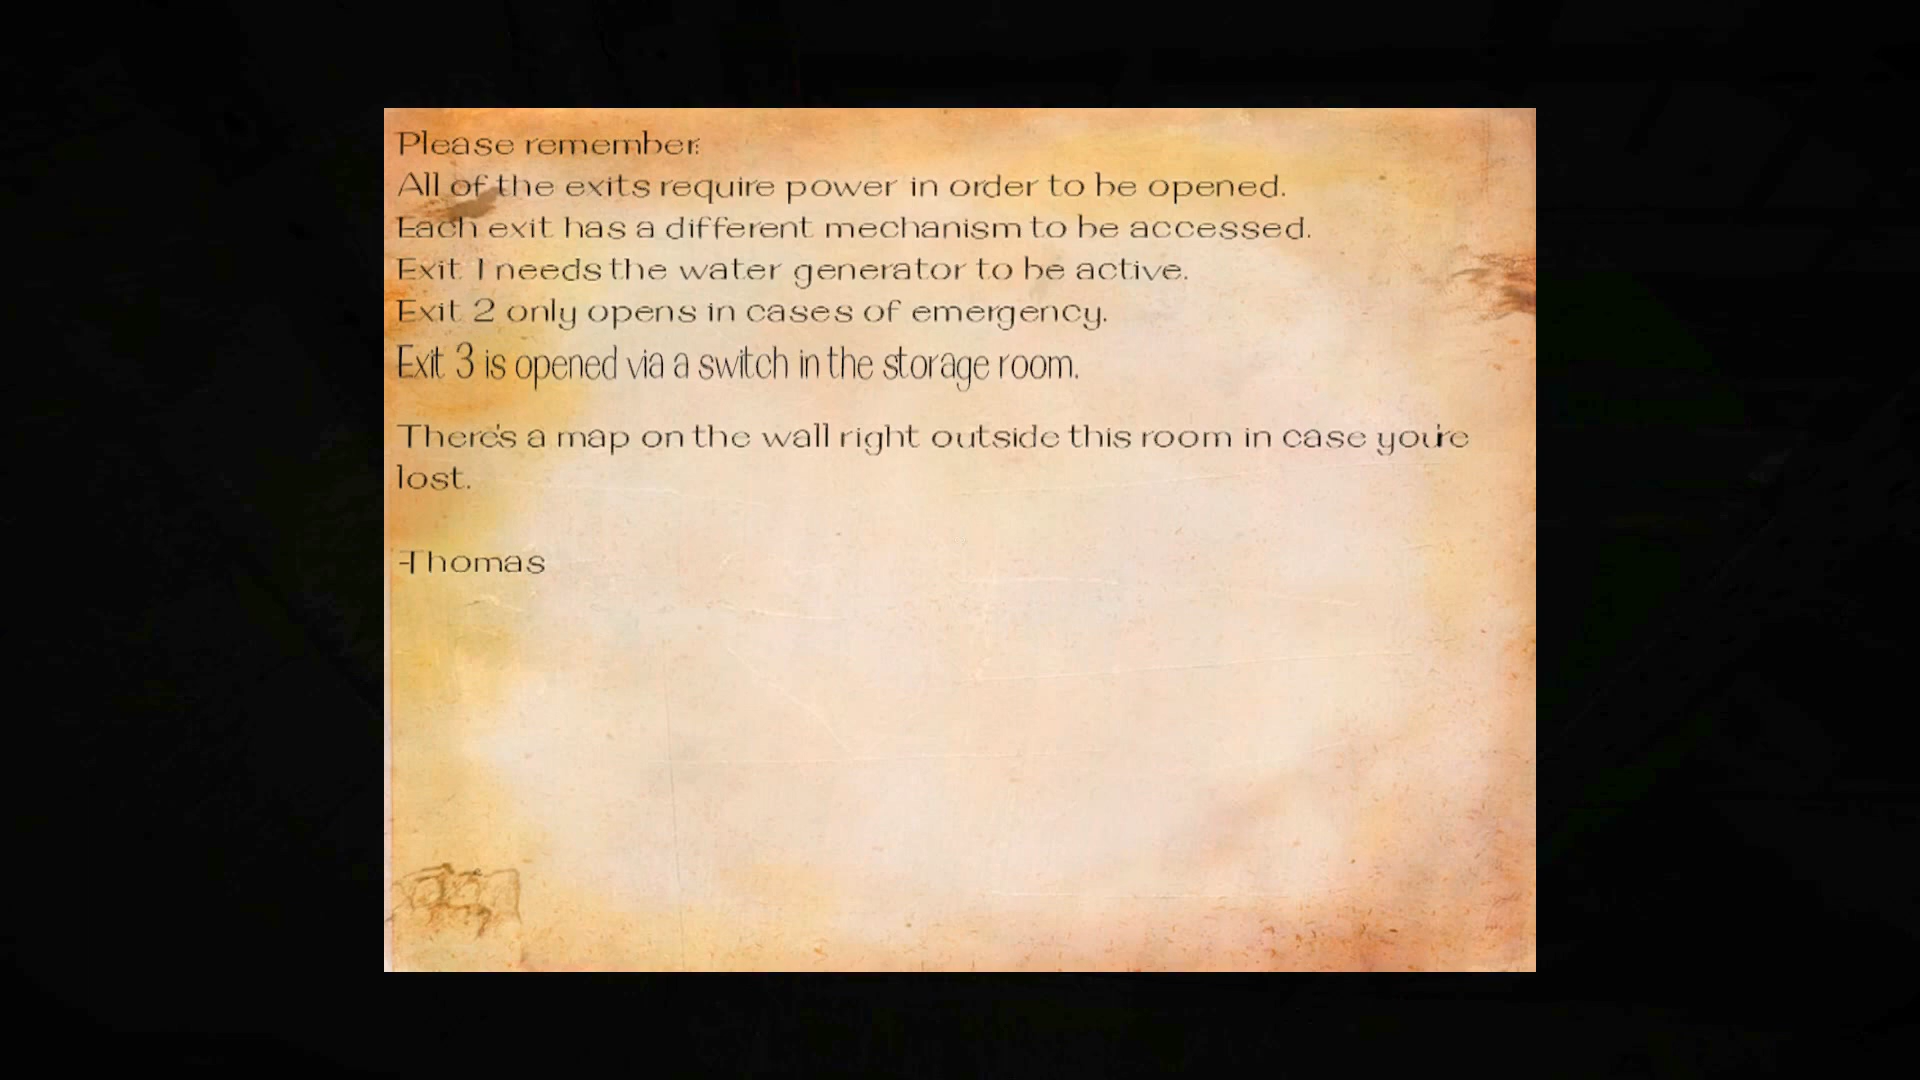 Please remember:
All of the exits require power in order to be opened.
Each exit has a different mechanism to be accessed.
Exit 1 needs the water generator to be active.
Exit 2 only opens in cases of emergency.
Exit 3 is opened via a switch in the storage room.
There's a map on the wall right outside this room in case you're
lost.
-Thomas